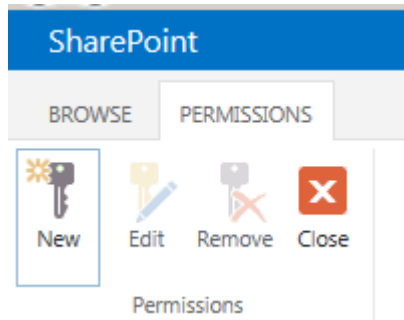 SharePoint
BROWSE PERMISSIONS
New Edit Remove Close
Permissions